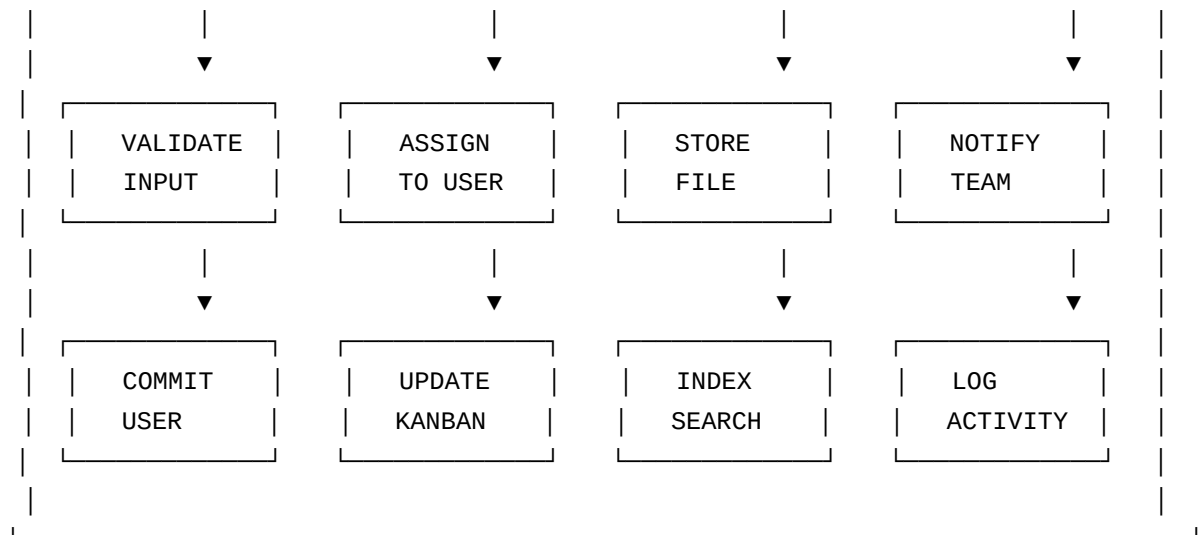 VALIDATE ASSIGN STORE NOTIFY
INPUT TO USER FILE TEAM
COMMIT UPDATE INDEX LOG
USER KANBAN SEARCH ACTIVITY